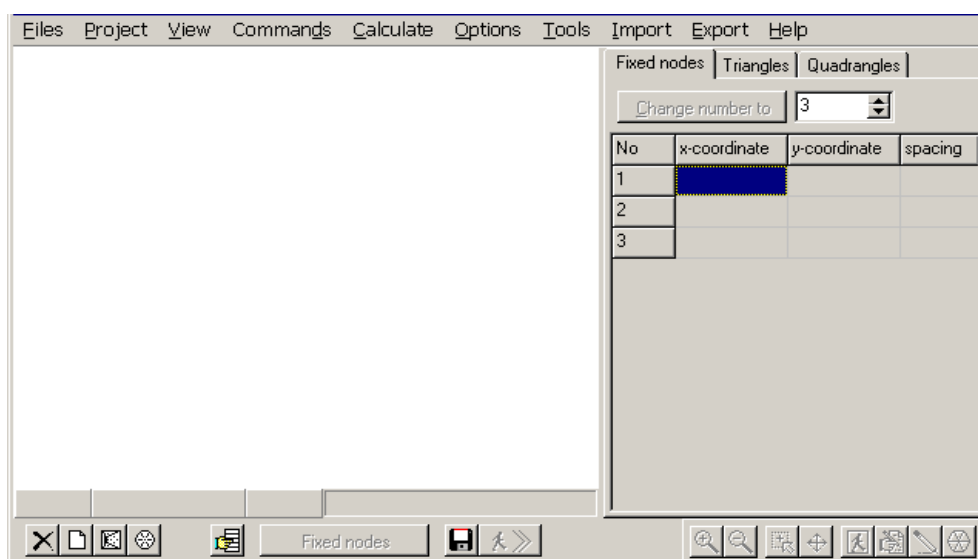 Files Project View Commands Calculate Options Tools Import Export Help
Fixed nodes Triangles Quadrangles
Change number to 3
No x-coordinate y-coordinate spacing
1
2
3
Fixed nodes